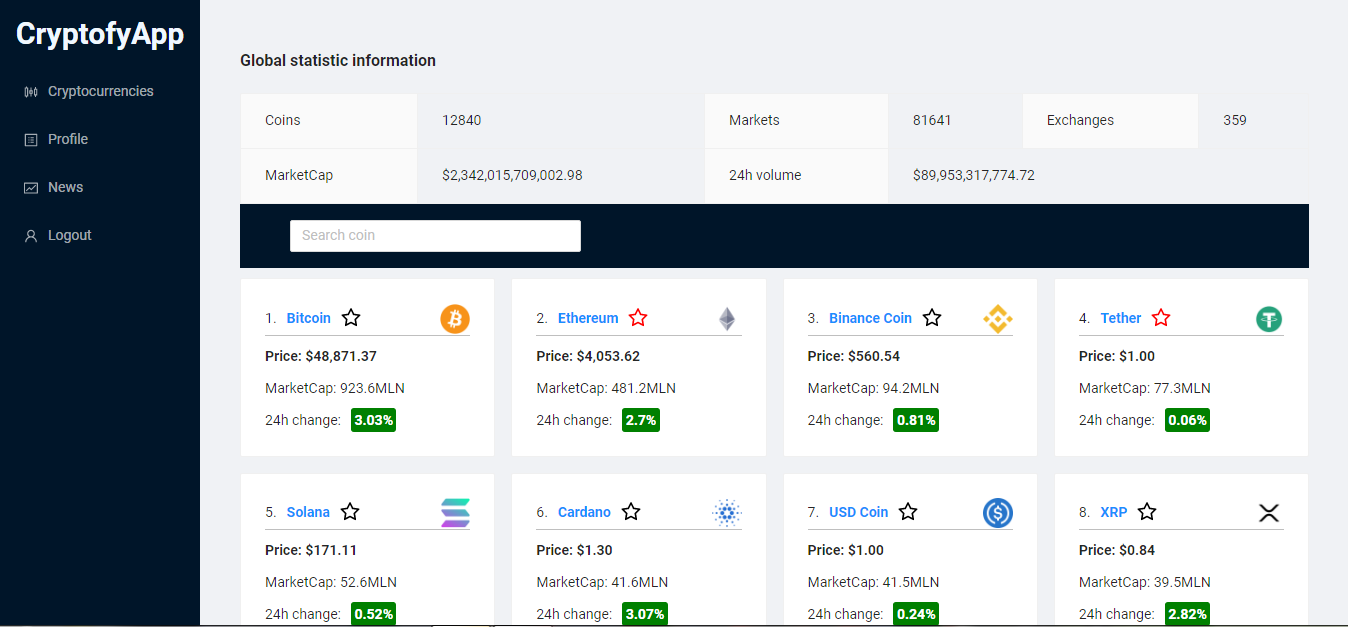 CryptofyApp
Cryptocurrencies
Profile
News
Logout
Global statistic information
Coins 12840 Markets 81641 Exchanges 359
MarketCap $2,342,015,709,002.98 24h volume $89,953,317,774.72
Search coin
1. Bitcoin
Price: $48,871.37
MarketCap: 923.6MLN
24h change: 3.03%
2. Ethereum
Price: $4,053.62
MarketCap: 481.2MLN
24h change: 2.7%
3. Binance Coin
Price: $560.54
MarketCap: 94.2MLN
24h change: 0.81%
4. Tether
Price: $1.00
MarketCap: 77.3MLN
24h change: 0.06%
5. Solana
Price: $171.11
MarketCap: 52.6MLN
24h change: 0.52%
6. Cardano
Price: $1.30
MarketCap: 41.6MLN
24h change: 3.07%
7. USD Coin
Price: $1.00
MarketCap: 41.5MLN
24h change: 0.24%
8. XRP
Price: $0.84
MarketCap: 39.5MLN
24h change: 2.82%